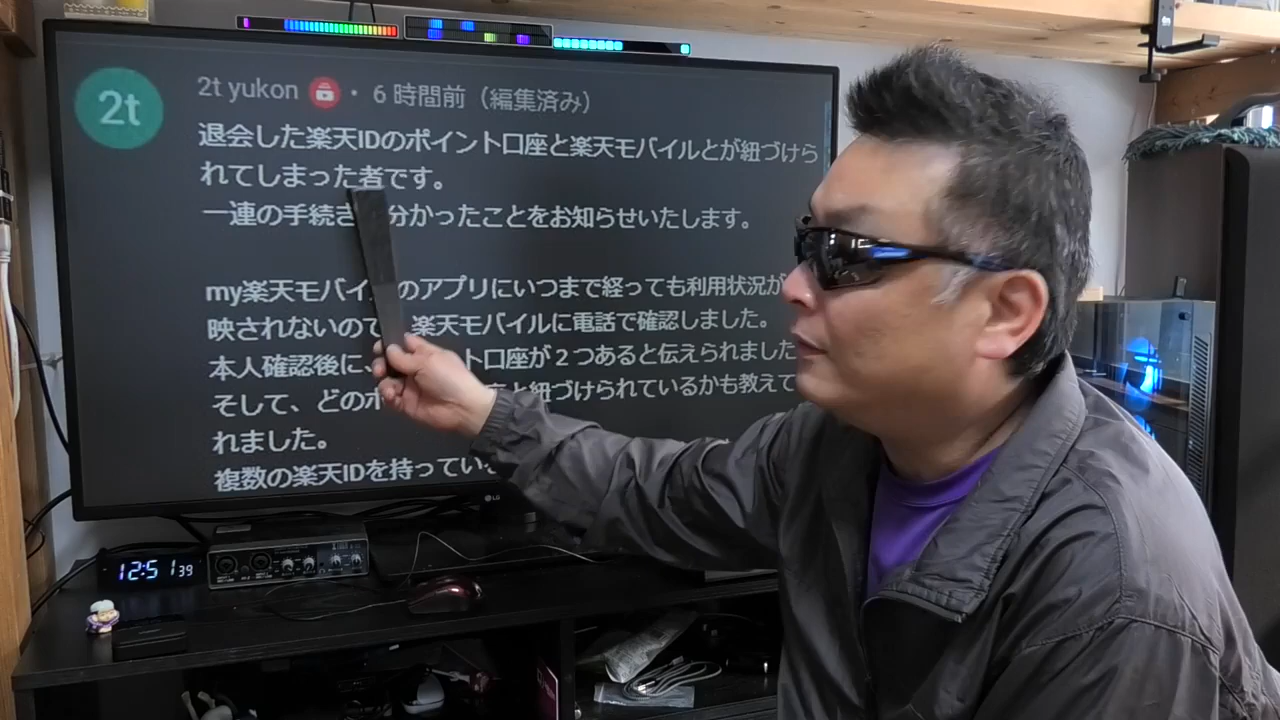 2t
2t yukon ・ 6 時間前（編集済み）
退会した楽天IDのポイント口座と楽天モバイルとが紐づけら
れてしまった者です。
一連の手続き 分かったことをお知らせいたします。
my楽天モバイ のアプリにいつまで経っても利用状況が
映されないので 楽天モバイルに電話で確認しました。
本人確認後に、 ント口座が２つあると伝えられました
そして、どのポ 座と紐づけられているかも教えて
れました。
複数の楽天IDを持ってい
LG
12:51 39